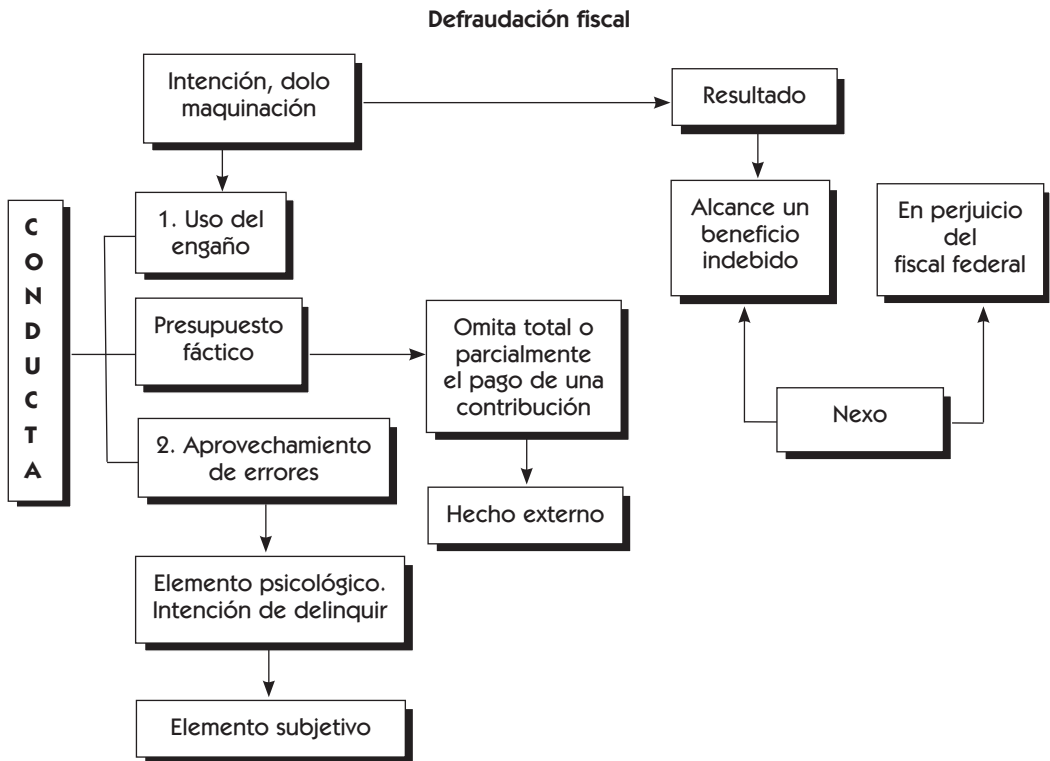 Defraudación fiscal
Intención, dolo
maquinación
Resultado
CONDUCTA
1. Uso del
engaño
Alcance un
beneficio
indebido
En perjuicio
del
fiscal federal
Presupuesto
fáctico
Omita total o
parcialmente
el pago de una
contribución
Nexo
2. Aprovechamiento
de errores
Hecho externo
Elemento psicológico.
Intención de delinquir
Elemento subjetivo